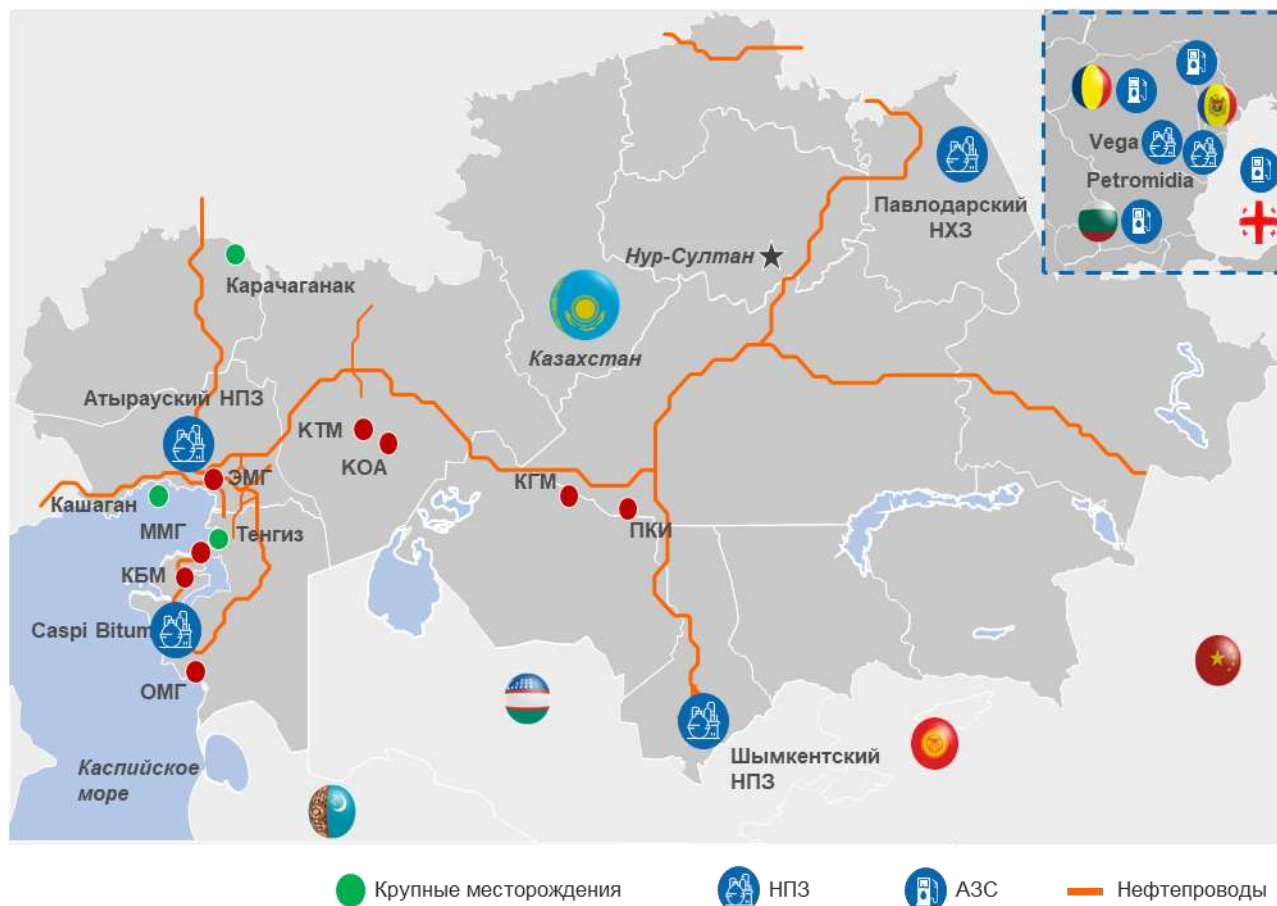 Vega
Petromidia
Павлодарский
НХЗ
Нур-Султан
Карачаганак
Казахстан
Атырауский НПЗ
КТМ
КОА
ЭМГ
Кашаган
КГМ
ПКИ
ММГ
Тенгиз
КБМ
Caspi Bitum
ОМГ
Шымкентский
НПЗ
Каспийское
море
Крупные месторождения
НПЗ
АЗС
Нефтепроводы